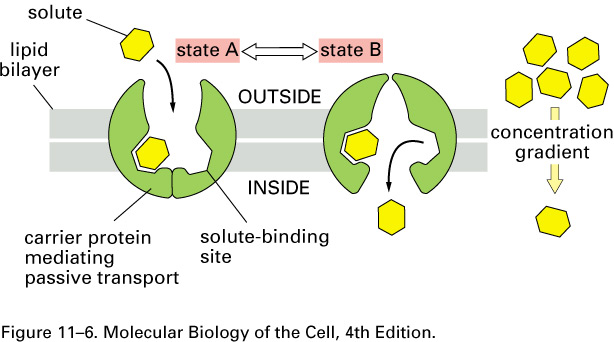 solute
lipid
bilayer
state A
state B
OUTSIDE
INSIDE
concentration
gradient
carrier protein
mediating
passive transport
solute-binding
site
Figure 11–6. Molecular Biology of the Cell, 4th Edition.